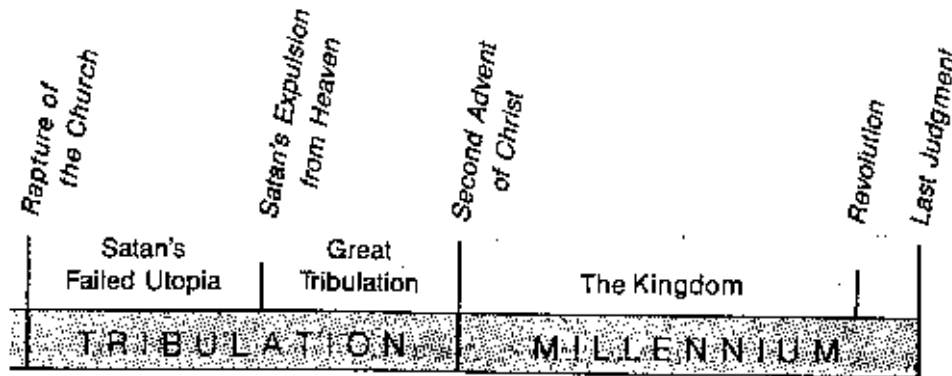 Rapture of
the Church
Satan's Expulsion
from Heaven
Second Advent
of Christ
Revolution
Last Judgment
Satan's
Failed Utopia
Great
Tribulation
The Kingdom
TRIBULATION
MILLENNIUM